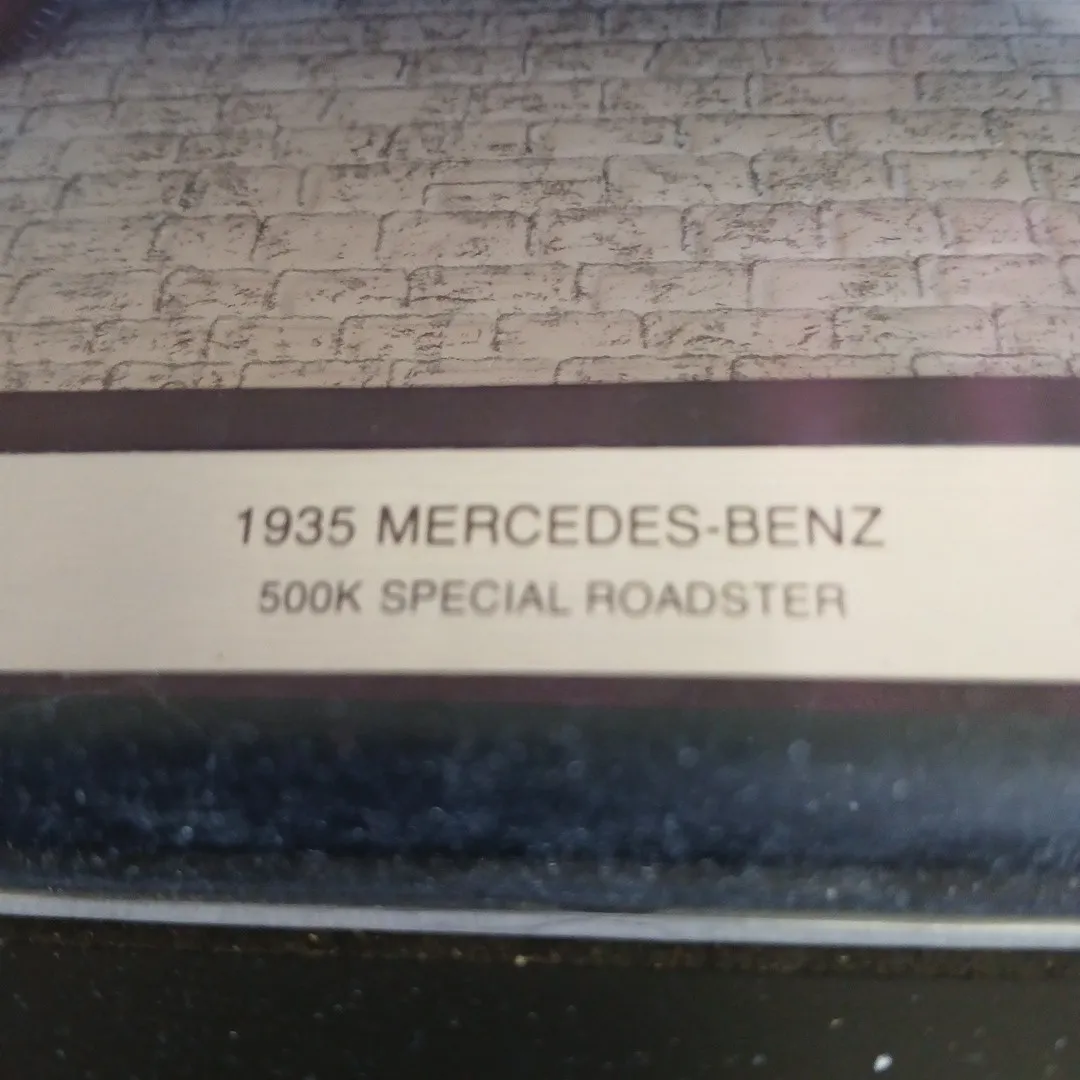 1935 MERCEDES-BENZ
500K SPECIAL ROADSTER